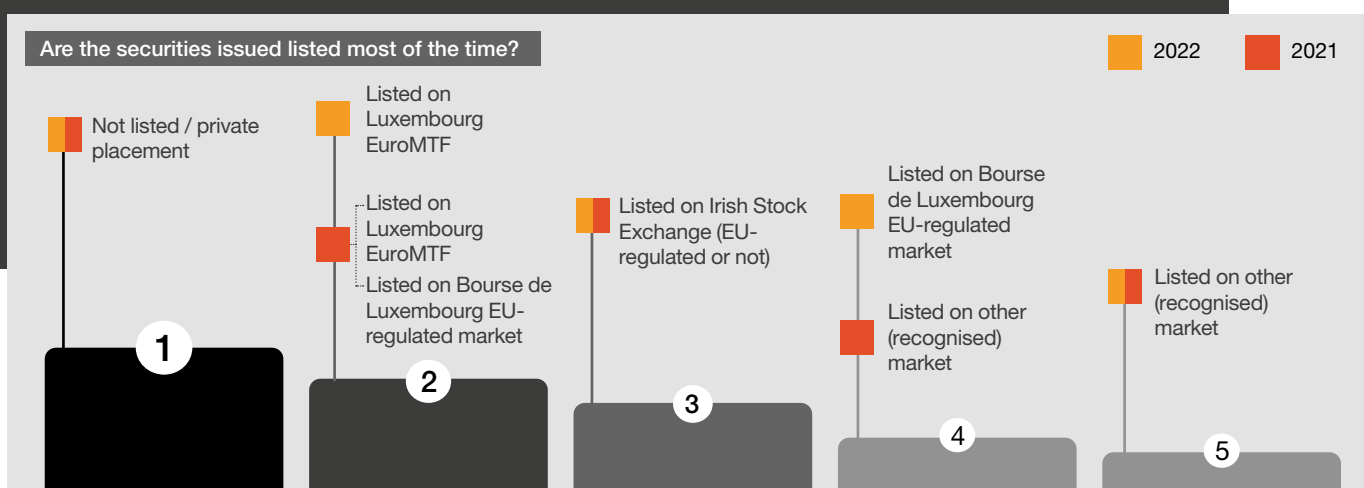 Are the securities issued listed most of the time?
2022
2021
Not listed / private
placement
Listed on
Luxembourg
EuroMTF
Listed on
Luxembourg
EuroMTF
Listed on Bourse de
Luxembourg EU-
regulated market
Listed on Irish Stock
Exchange (EU-
regulated or not)
Listed on Bourse
de Luxembourg
EU-regulated
market
Listed on other
(recognised)
market
Listed on other
(recognised)
market
1
2
3
4
5